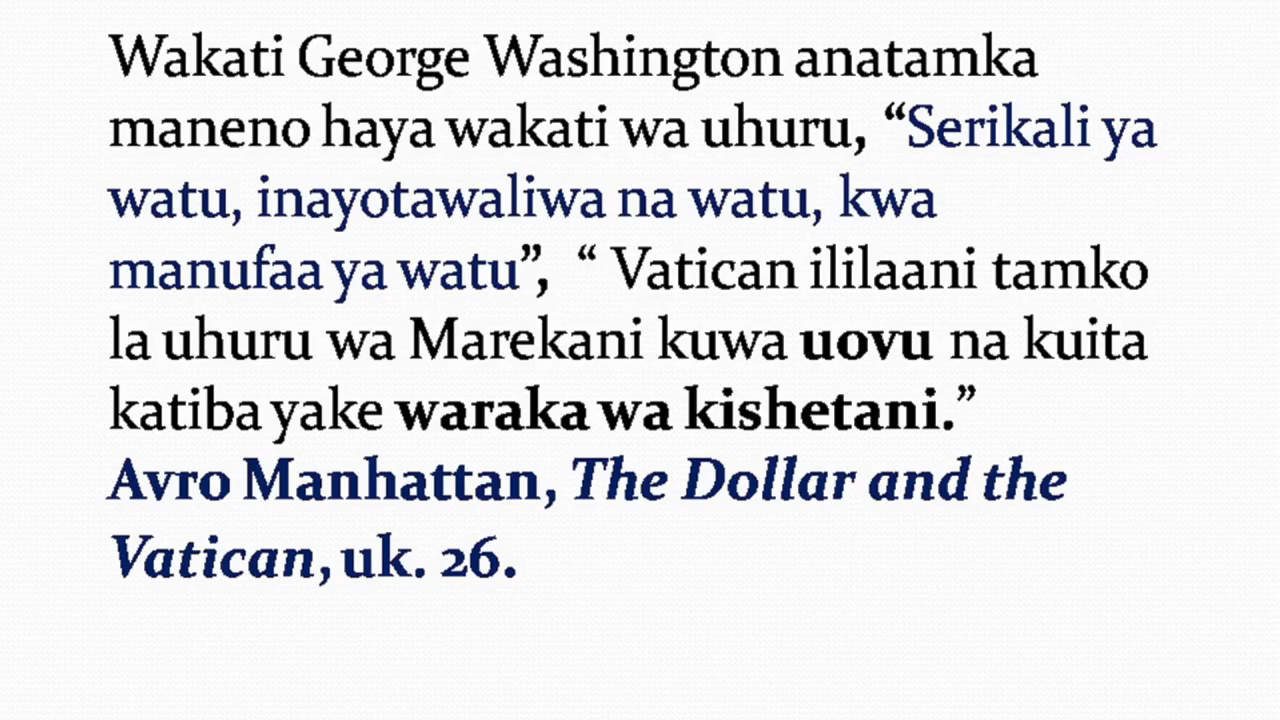 Wakati George Washington anatamka
maneno haya wakati wa uhuru, “Serikali ya
watu, inayotawaliwa na watu, kwa
manufaa ya watu”, “ Vatican ililaani tamko
la uhuru wa Marekani kuwa uovu na kuita
katiba yake waraka wa kishetani.”
Avro Manhattan, The Dollar and the
Vatican, uk. 26.